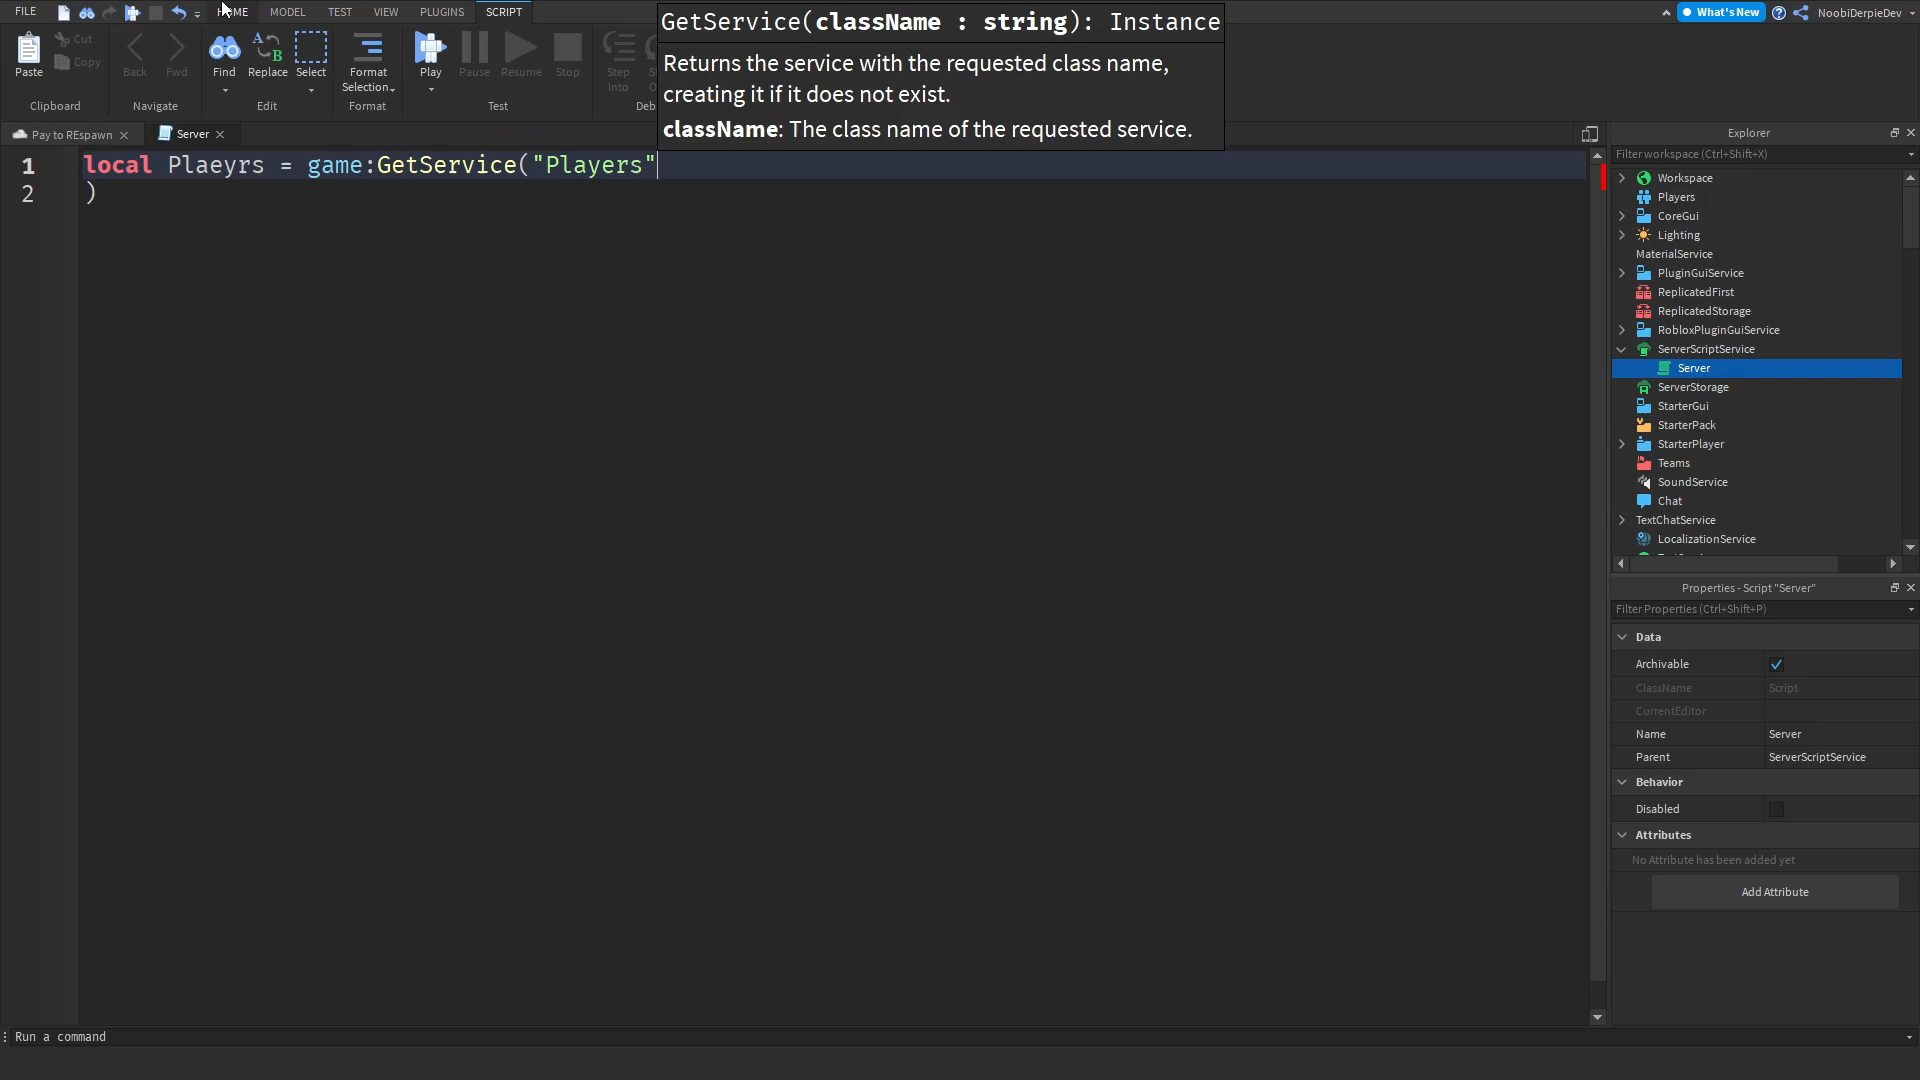 FILE
HOME
MODEL
TEST
VIEW
PLUGINS
SCRIPT
What's New
NoobiDerpieDev
GetService(className : string): Instance
Returns the service with the requested class name,
creating it if it does not exist.
className: The class name of the requested service.
Paste
Cut
Copy
Clipboard
Back
Fwd
Navigate
Find
Replace
Select
Edit
Format
Selection
Format
Play
Pause
Resume
Stop
Test
Step
Into
Pay to REspawn
Server
1 local Plaeyrs = game:GetService("Players"
2 )
Explorer
Filter workspace (Ctrl+Shift+X)
Workspace
Players
CoreGui
Lighting
MaterialService
PluginGuiService
ReplicatedFirst
ReplicatedStorage
RobloxPluginGuiService
ServerScriptService
Server
ServerStorage
StarterGui
StarterPack
StarterPlayer
Teams
SoundService
Chat
TextChatService
LocalizationService
Properties - Script "Server"
Filter Properties (Ctrl+Shift+P)
Data
Archivable
ClassName Script
CurrentEditor
Name Server
Parent ServerScriptService
Behavior
Disabled
Attributes
No Attribute has been added yet
Add Attribute
Run a command